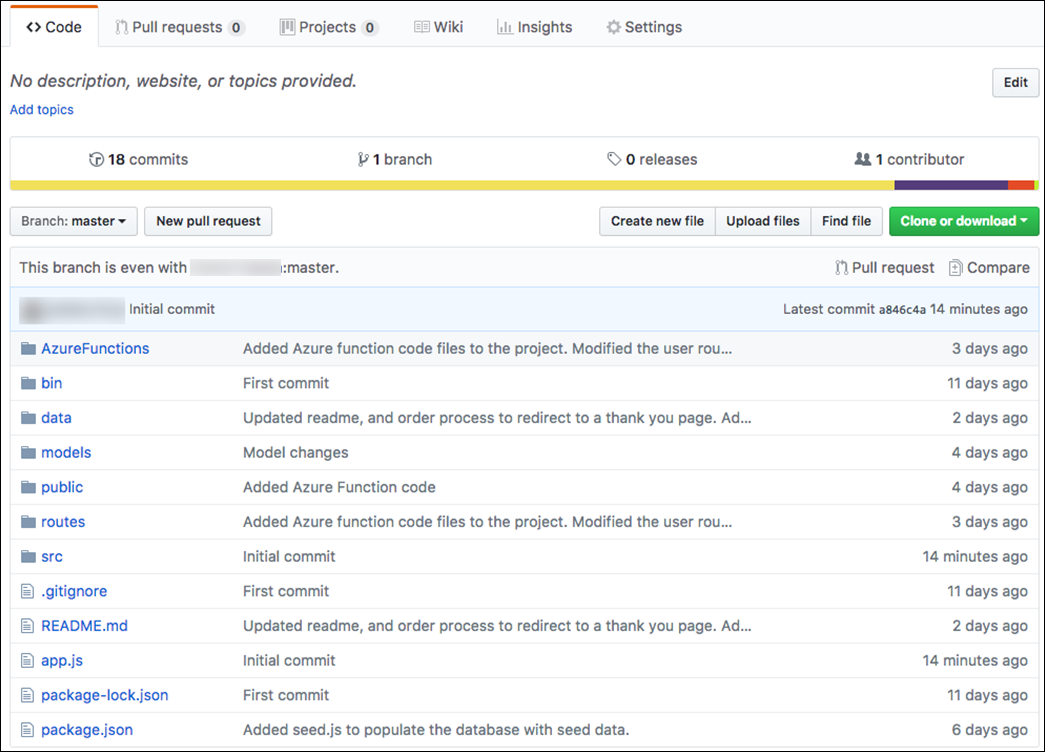 Code Pull requests 0 Projects 0 Wiki Insights Settings
No description, website, or topics provided. Edit
Add topics
18 commits 1 branch 0 releases 1 contributor
Branch: master New pull request Create new file Upload files Find file Clone or download
This branch is even with :master. Pull request Compare
Initial commit Latest commit a846c4a 14 minutes ago
AzureFunctions Added Azure function code files to the project. Modified the user rou... 3 days ago
bin First commit 11 days ago
data Updated readme, and order process to redirect to a thank you page. Ad... 2 days ago
models Model changes 4 days ago
public Added Azure Function code 4 days ago
routes Added Azure function code files to the project. Modified the user rou... 3 days ago
src Initial commit 14 minutes ago
.gitignore First commit 11 days ago
README.md Updated readme, and order process to redirect to a thank you page. Ad... 2 days ago
app.js Initial commit 14 minutes ago
package-lock.json First commit 11 days ago
package.json Added seed.js to populate the database with seed data. 6 days ago